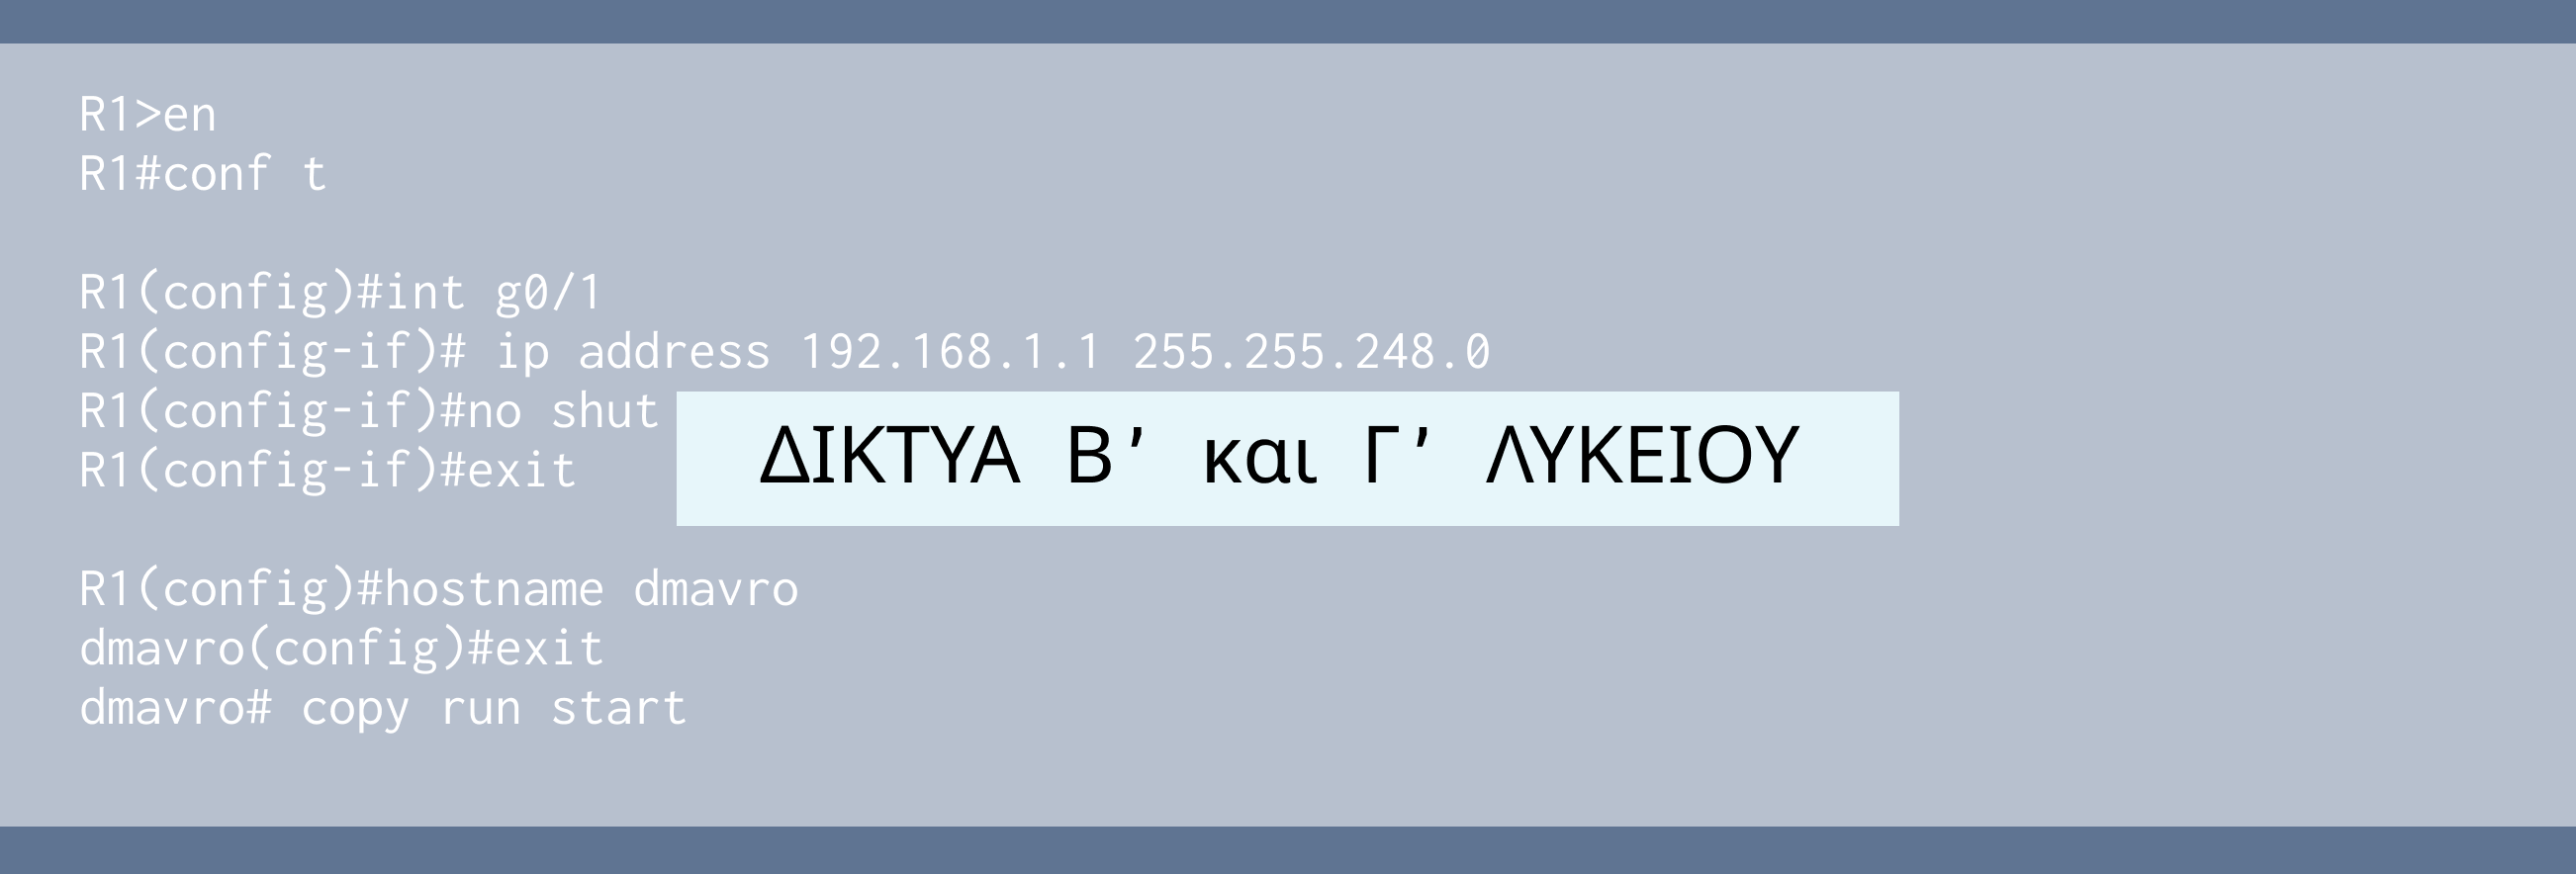 R1>en
R1#conf t
R1(config)#int g0/1
R1(config-if)# ip address 192.168.1.1 255.255.248.0
R1(config-if)#no shut
R1(config-if)#exit
ΔΙΚΤΥΑ Β’ και Γ’ ΛΥΚΕΙΟΥ
R1(config)#hostname dmavro
dmavro(config)#exit
dmavro# copy run start